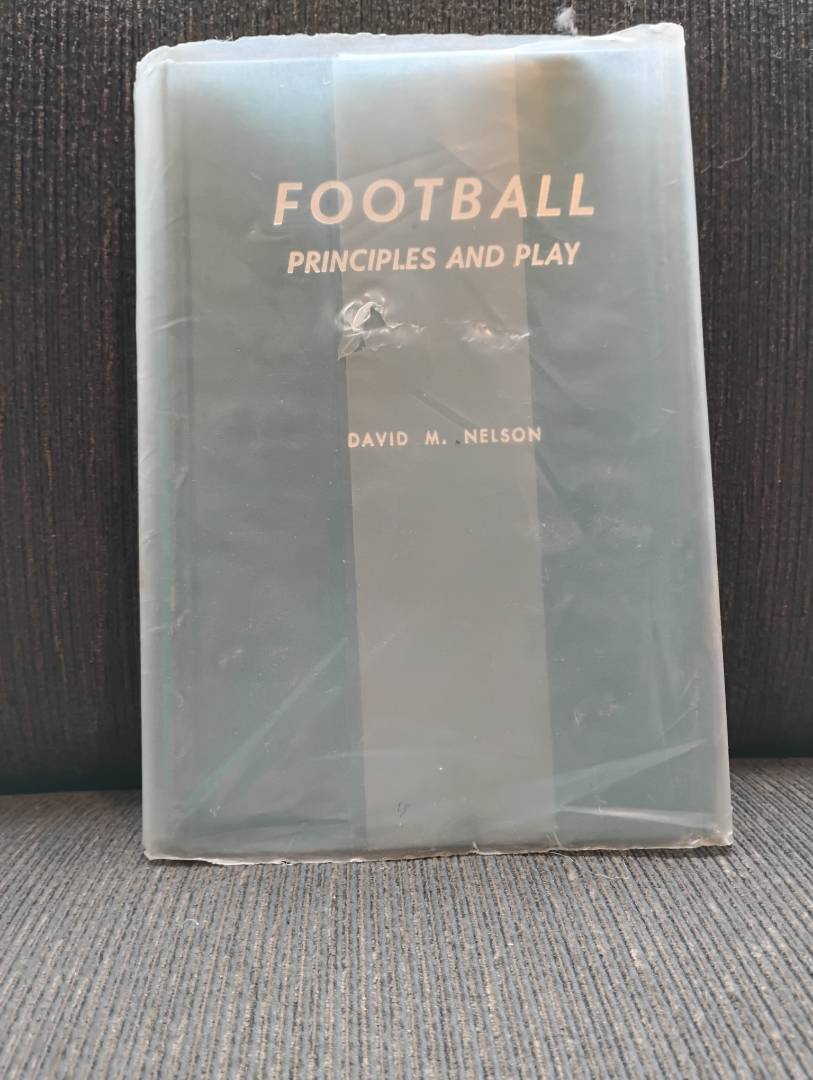 FOOTBALL
PRINCIPLES AND PLAY
DAVID M. NELSON